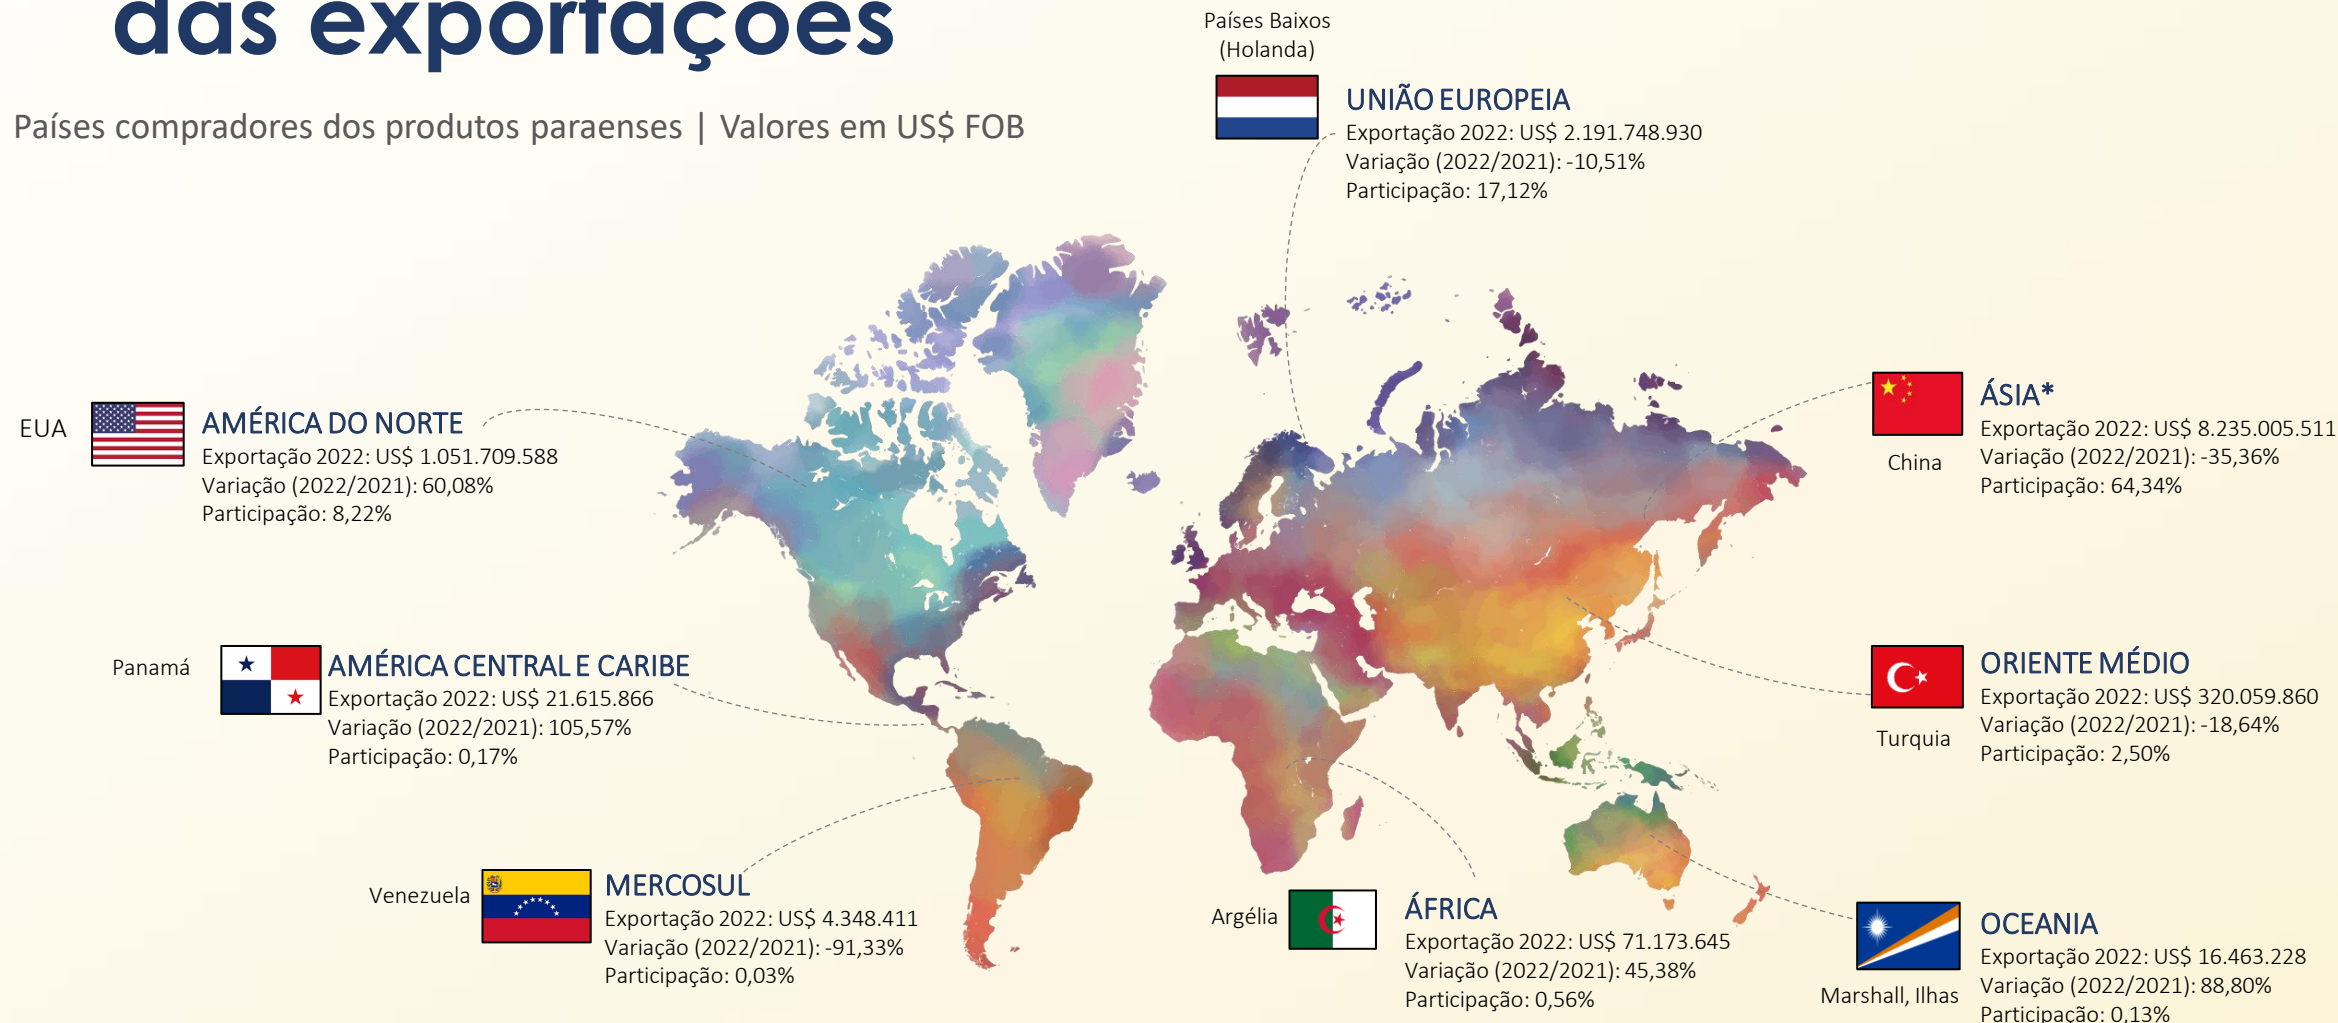 das exportações
Países compradores dos produtos paraenses | Valores em US$ FOB
Países Baixos
(Holanda)
UNIÃO EUROPEIA
Exportação 2022: US$ 2.191.748.930
Variação (2022/2021): -10,51%
Participação: 17,12%
EUA
AMÉRICA DO NORTE
Exportação 2022: US$ 1.051.709.588
Variação (2022/2021): 60,08%
Participação: 8,22%
China
ÁSIA*
Exportação 2022: US$ 8.235.005.511
Variação (2022/2021): -35,36%
Participação: 64,34%
Panamá
AMÉRICA CENTRAL E CARIBE
Exportação 2022: US$ 21.615.866
Variação (2022/2021): 105,57%
Participação: 0,17%
Turquia
ORIENTE MÉDIO
Exportação 2022: US$ 320.059.860
Variação (2022/2021): -18,64%
Participação: 2,50%
Venezuela
MERCOSUL
Exportação 2022: US$ 4.348.411
Variação (2022/2021): -91,33%
Participação: 0,03%
Argélia
ÁFRICA
Exportação 2022: US$ 71.173.645
Variação (2022/2021): 45,38%
Participação: 0,56%
Marshall, Ilhas
OCEANIA
Exportação 2022: US$ 16.463.228
Variação (2022/2021): 88,80%
Participação: 0,13%